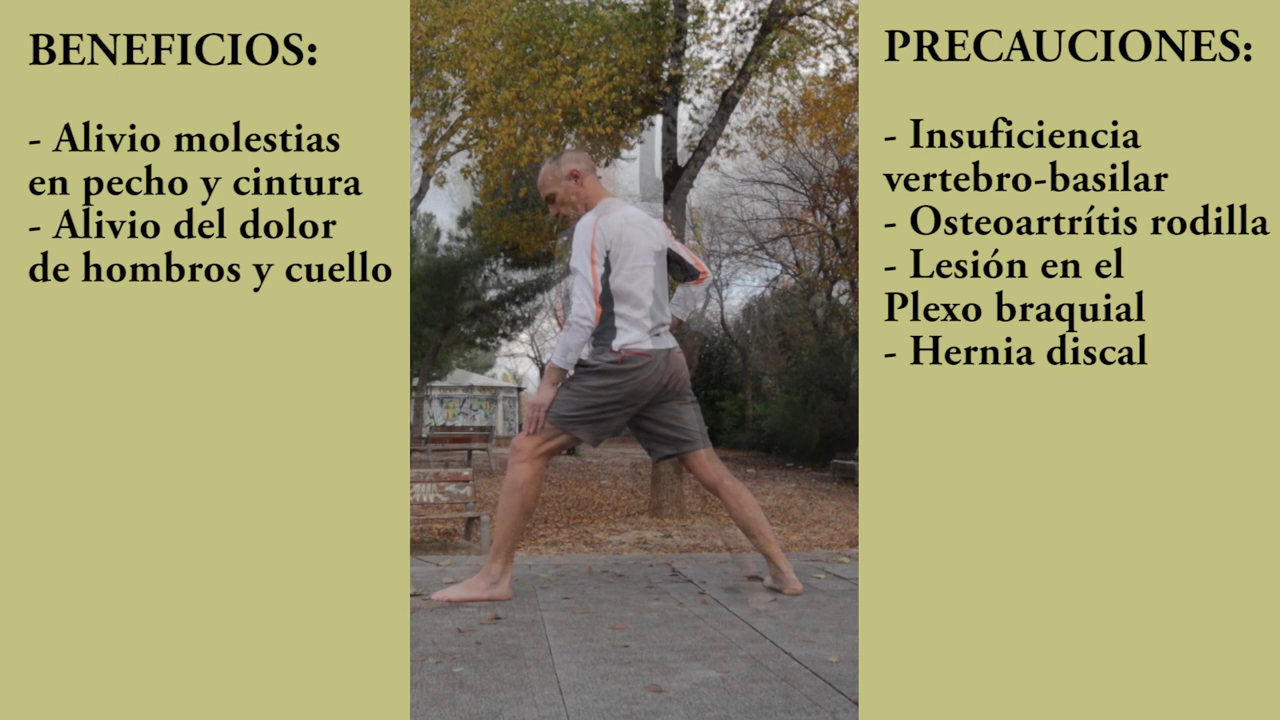 BENEFICIOS:
- Alivio molestias
en pecho y cintura
- Alivio del dolor
de hombros y cuello
PRECAUCIONES:
- Insuficiencia
vertebro-basilar
- Osteoartrítis rodilla
- Lesión en el
Plexo braquial
- Hernia discal